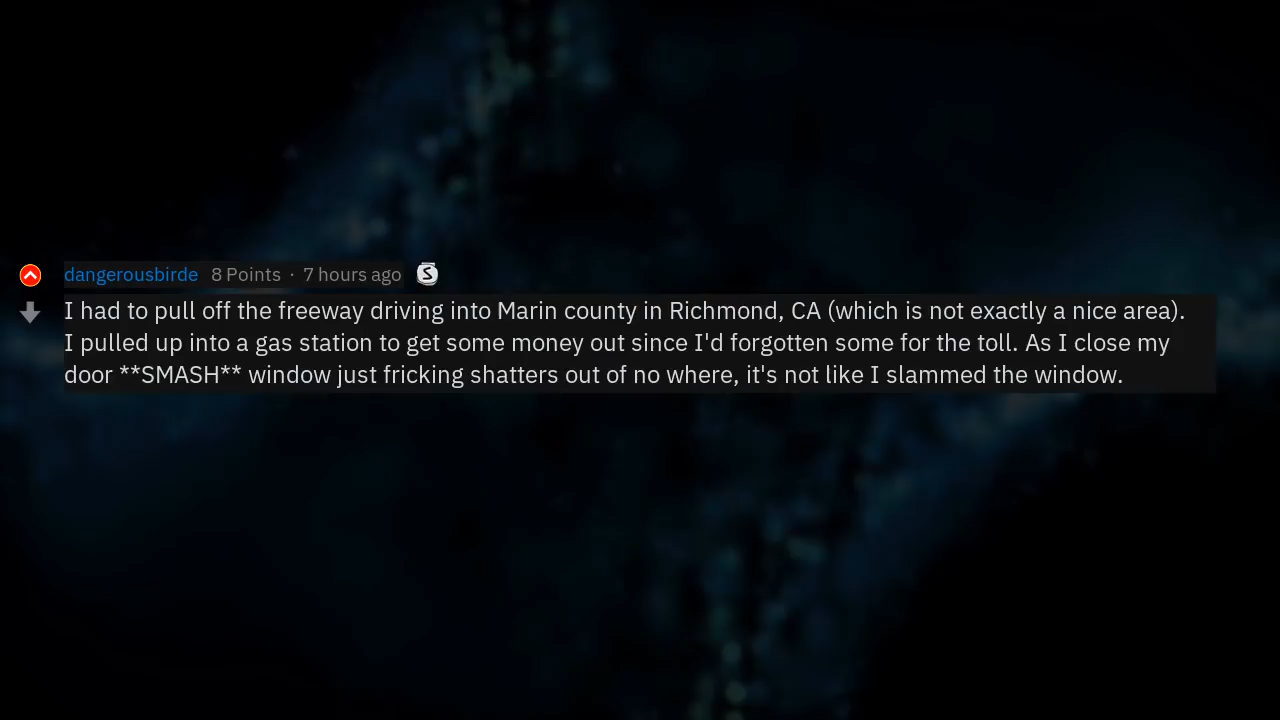 dangerousbirde 8 Points · 7 hours ago S
I had to pull off the freeway driving into Marin county in Richmond, CA (which is not exactly a nice area).
I pulled up into a gas station to get some money out since I'd forgotten some for the toll. As I close my
door **SMASH** window just fricking shatters out of no where, it's not like I slammed the window.